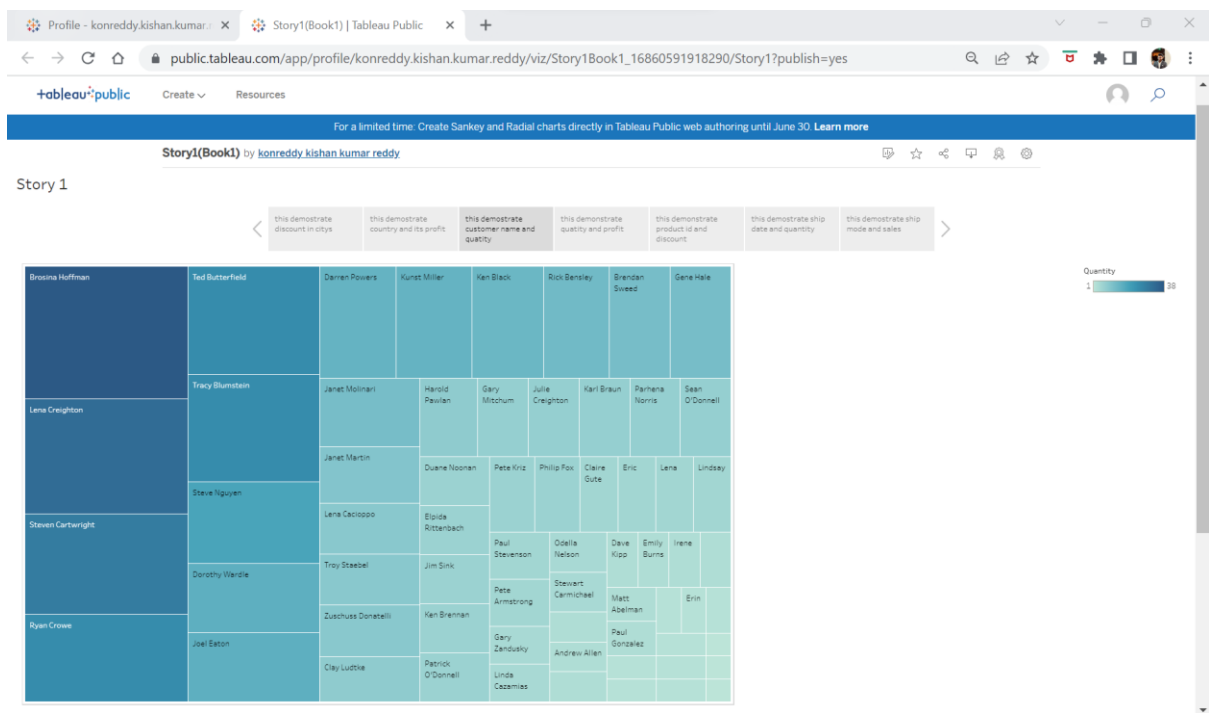 Profile - konreddy.kishan.kumar.r
Story1(Book1) | Tableau Public
public.tableau.com/app/profile/konreddy.kishan.kumar.reddy/viz/Story1Book1_16860591918290/Story1?publish=yes
+ableau public
Create
Resources
For a limited time: Create Sankey and Radial charts directly in Tableau Public web authoring until June 30. Learn more
Story1(Book1) by konreddy kishan kumar reddy
Story 1
this demostrate
discount in citys
this demostrate
country and its profit
this demostrate
customer name and
quatity
this demonstrate
quatity and profit
this demonstrate
product id and
discount
this demostrate ship
date and quantity
this demostrate ship
mode and sales
Quantity
1
38
Brosina Hoffman
Lena Creighton
Steven Cartwright
Ryan Crowe
Ted Butterfield
Tracy Blumstein
Steve Nguyen
Dorothy Wardle
Joel Eaton
Darren Powers
Kunst Miller
Ken Black
Rick Bensley
Brendan
Sweed
Gene Hale
Janet Molinari
Janet Martin
Lena Cacioppo
Troy Staebel
Zuschuss Donatelli
Clay Ludtke
Harold
Pawlan
Gary
Mitchum
Julie
Creighton
Karl Braun
Parhena
Norris
Sean
O'Donnell
Duane Noonan
Elpida
Rittenbach
Jim Sink
Ken Brennan
Patrick
O'Donnell
Pete Kriz
Philip Fox
Claire
Gute
Eric
Lena
Lindsay
Paul
Stevenson
Pete
Armstrong
Gary
Zandusky
Linda
Cazamias
Odella
Nelson
Stewart
Carmichael
Andrew Allen
Dave
Kipp
Emily
Burns
Irene
Matt
Abelman
Erin
Paul
Gonzalez